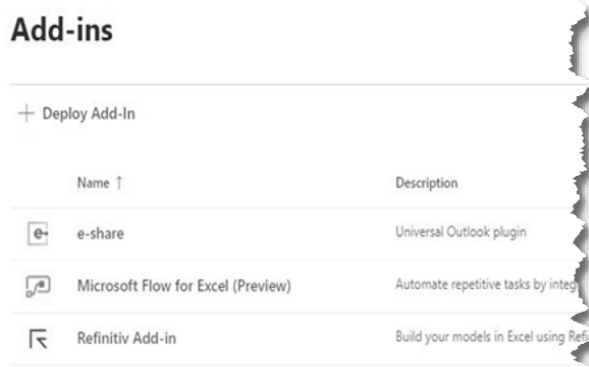 Add-ins
+ Deploy Add-In
Name ↑ Description
e-share Universal Outlook plugin
Microsoft Flow for Excel (Preview) Automate repetitive tasks by integ
Refinitiv Add-in Build your models in Excel using Refi